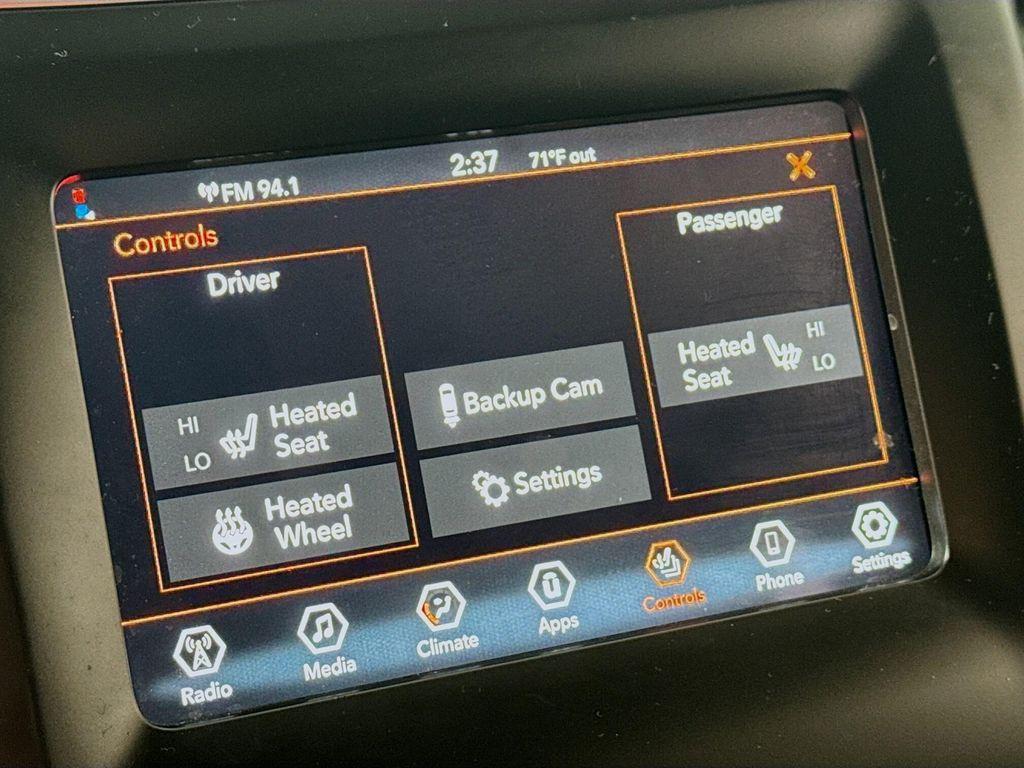 FM 94.1 2:37 71°F out
Controls
Driver
HI
LO
Heated
Seat
Heated
Wheel
Backup Cam
Settings
Passenger
Heated
Seat
HI
LO
Radio
Media
Climate
Apps
Controls
Phone
Settings